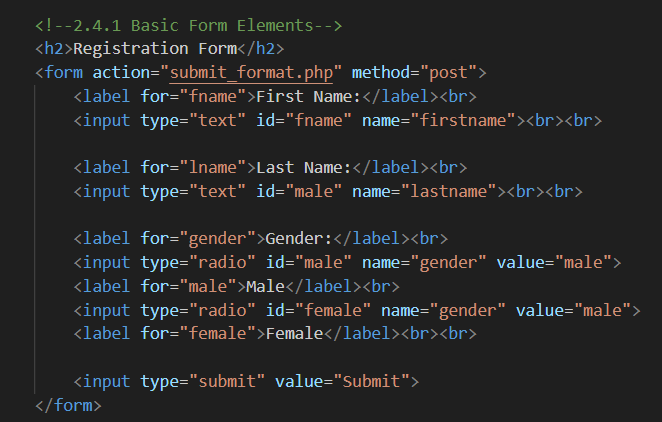 <!--2.4.1 Basic Form Elements-->
<h2>Registration Form</h2>
<form action="submit_format.php" method="post">
<label for="fname">First Name:</label><br>
<input type="text" id="fname" name="firstname"><br><br>
<label for="lname">Last Name:</label><br>
<input type="text" id="male" name="lastname"><br><br>
<label for="gender">Gender:</label><br>
<input type="radio" id="male" name="gender" value="male">
<label for="male">Male</label><br>
<input type="radio" id="female" name="gender" value="male">
<label for="female">Female</label><br><br>
<input type="submit" value="Submit">
</form>